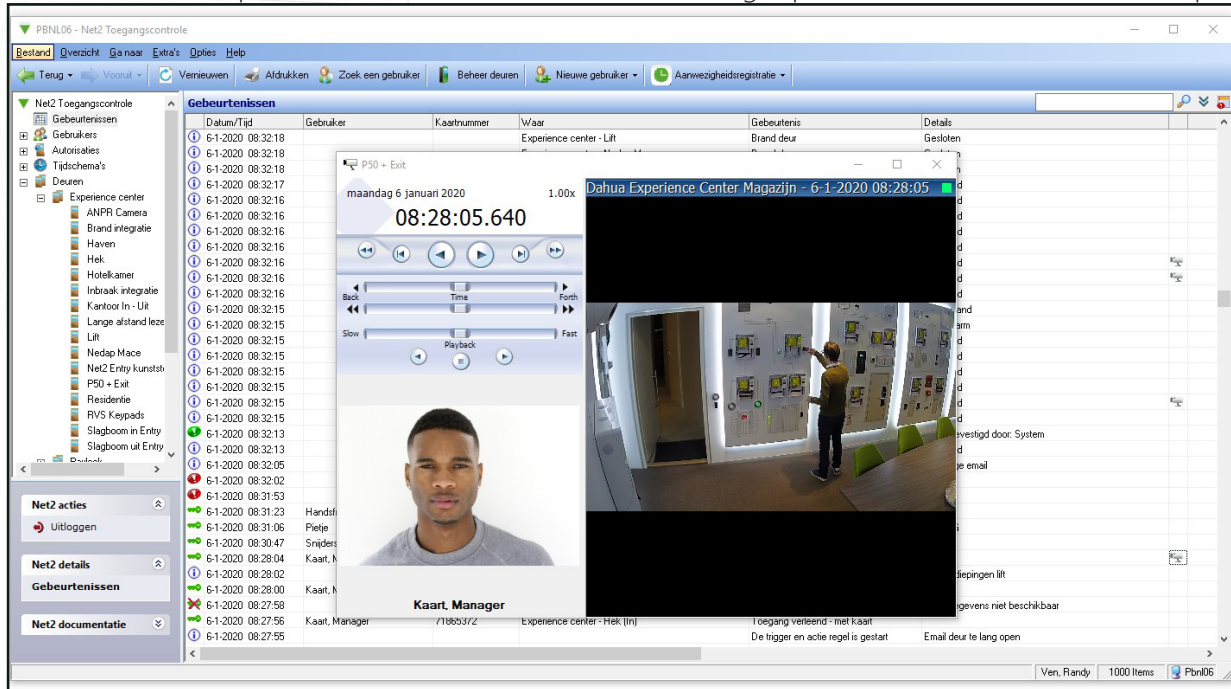 PBNL06 - Net2 Toegangscontrole
Bestand Overzicht Ga naar Extra's Opties Help
Terug Vooruit Vernieuwen Afdrukken Zoek een gebruiker Beheer deuren Nieuwe gebruiker Aanwezigheidsregistratie
Net2 Toegangscontrole
Gebeurtenissen
Gebruikers
Autorisaties
Tijdschema's
Deuren
Experience center
ANPR Camera
Brand integratie
Haven
Hek
Hotelkamer
Inbraak integratie
Kantoor In - Uit
Lange afstand leze
Lift
Nedap Mace
Net2 Entry kunstst
P50 + Exit
Residentie
RVS Keypads
Slagboom in Entry
Slagboom uit Entry
Net2 acties
Uitloggen
Net2 details
Gebeurtenissen
Net2 documentatie
Gebeurtenissen
Datum/Tijd Gebruiker Kaartnummer Waar Gebeurtenis Details
6-1-2020 08:32:18 Experience center - Lift Brand deur Gesloten
6-1-2020 08:32:18
6-1-2020 08:32:18
6-1-2020 08:32:17
6-1-2020 08:32:16
6-1-2020 08:32:16
6-1-2020 08:32:16
6-1-2020 08:32:16
6-1-2020 08:32:16
6-1-2020 08:32:16
6-1-2020 08:32:16
6-1-2020 08:32:15
6-1-2020 08:32:15
6-1-2020 08:32:15
6-1-2020 08:32:15
6-1-2020 08:32:15
6-1-2020 08:32:15
6-1-2020 08:32:15
6-1-2020 08:32:15
6-1-2020 08:32:13 evestigd door: System
6-1-2020 08:32:13
6-1-2020 08:32:05 email
6-1-2020 08:32:02
6-1-2020 08:31:53
6-1-2020 08:31:23 Handsf
6-1-2020 08:31:06 Pietje
6-1-2020 08:30:47 Snijders
6-1-2020 08:28:04 Kaart, M
6-1-2020 08:28:02 diepingen lift
6-1-2020 08:28:00 Kaart, M
6-1-2020 08:27:58 egevens niet beschikbaar
6-1-2020 08:27:56 Kaart, Manager 71865372 Experience center - Hek (In) Toegang verleend - met kaart
6-1-2020 08:27:55 De trigger en actie regel is gestart Email deur te lang open
P50 + Exit
maandag 6 januari 2020 1.00x
08:28:05.640
Back Time Forth
Slow Playback Fast
Kaart, Manager
Dahua Experience Center Magazijn - 6-1-2020 08:28:05
Ven, Randy 1000 Items Pbnl06